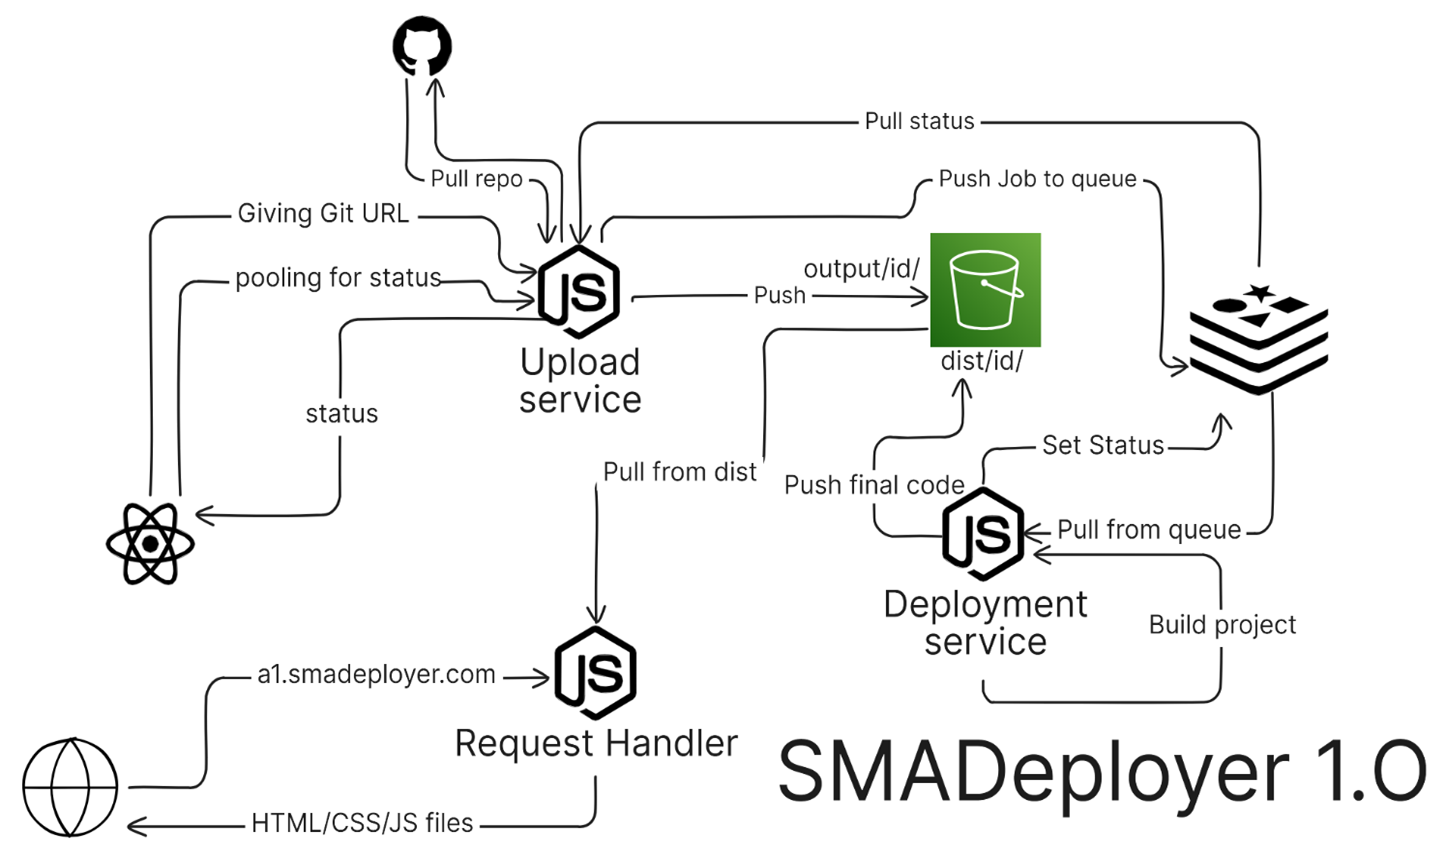 Pull status
Pull repo
Push Job to queue
Giving Git URL
pooling for status
output/id/
Push
JS
Upload
service
dist/id/
status
Set Status
Pull from dist
Push final code
JS
Pull from queue
Deployment
service
Build project
a1.smadeployer.com
JS
Request Handler
SMADeployer 1.O
HTML/CSS/JS files